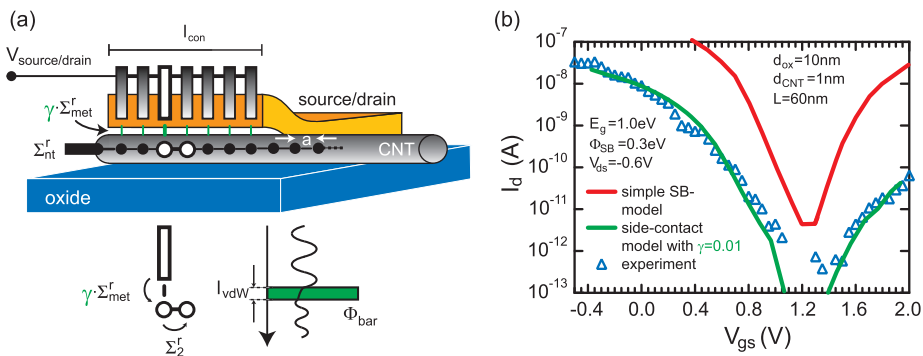 (a)
l_con
V_source/drain
source/drain
γ·Σ^r_met
a
Σ^r_nt
CNT
oxide
γ·Σ^r_met
Σ^r_2
l_vdW
Φ_bar
(b)
10^-7
10^-8
10^-9
10^-10
10^-11
10^-12
10^-13
I_d (A)
d_ox=10nm
d_CNT=1nm
L=60nm
E_g=1.0eV
Φ_SB=0.3eV
V_ds=-0.6V
simple SB-
model
side-contact
model with γ=0.01
experiment
-0.4 0.0 0.4 0.8 1.2 1.6 2.0
V_gs (V)